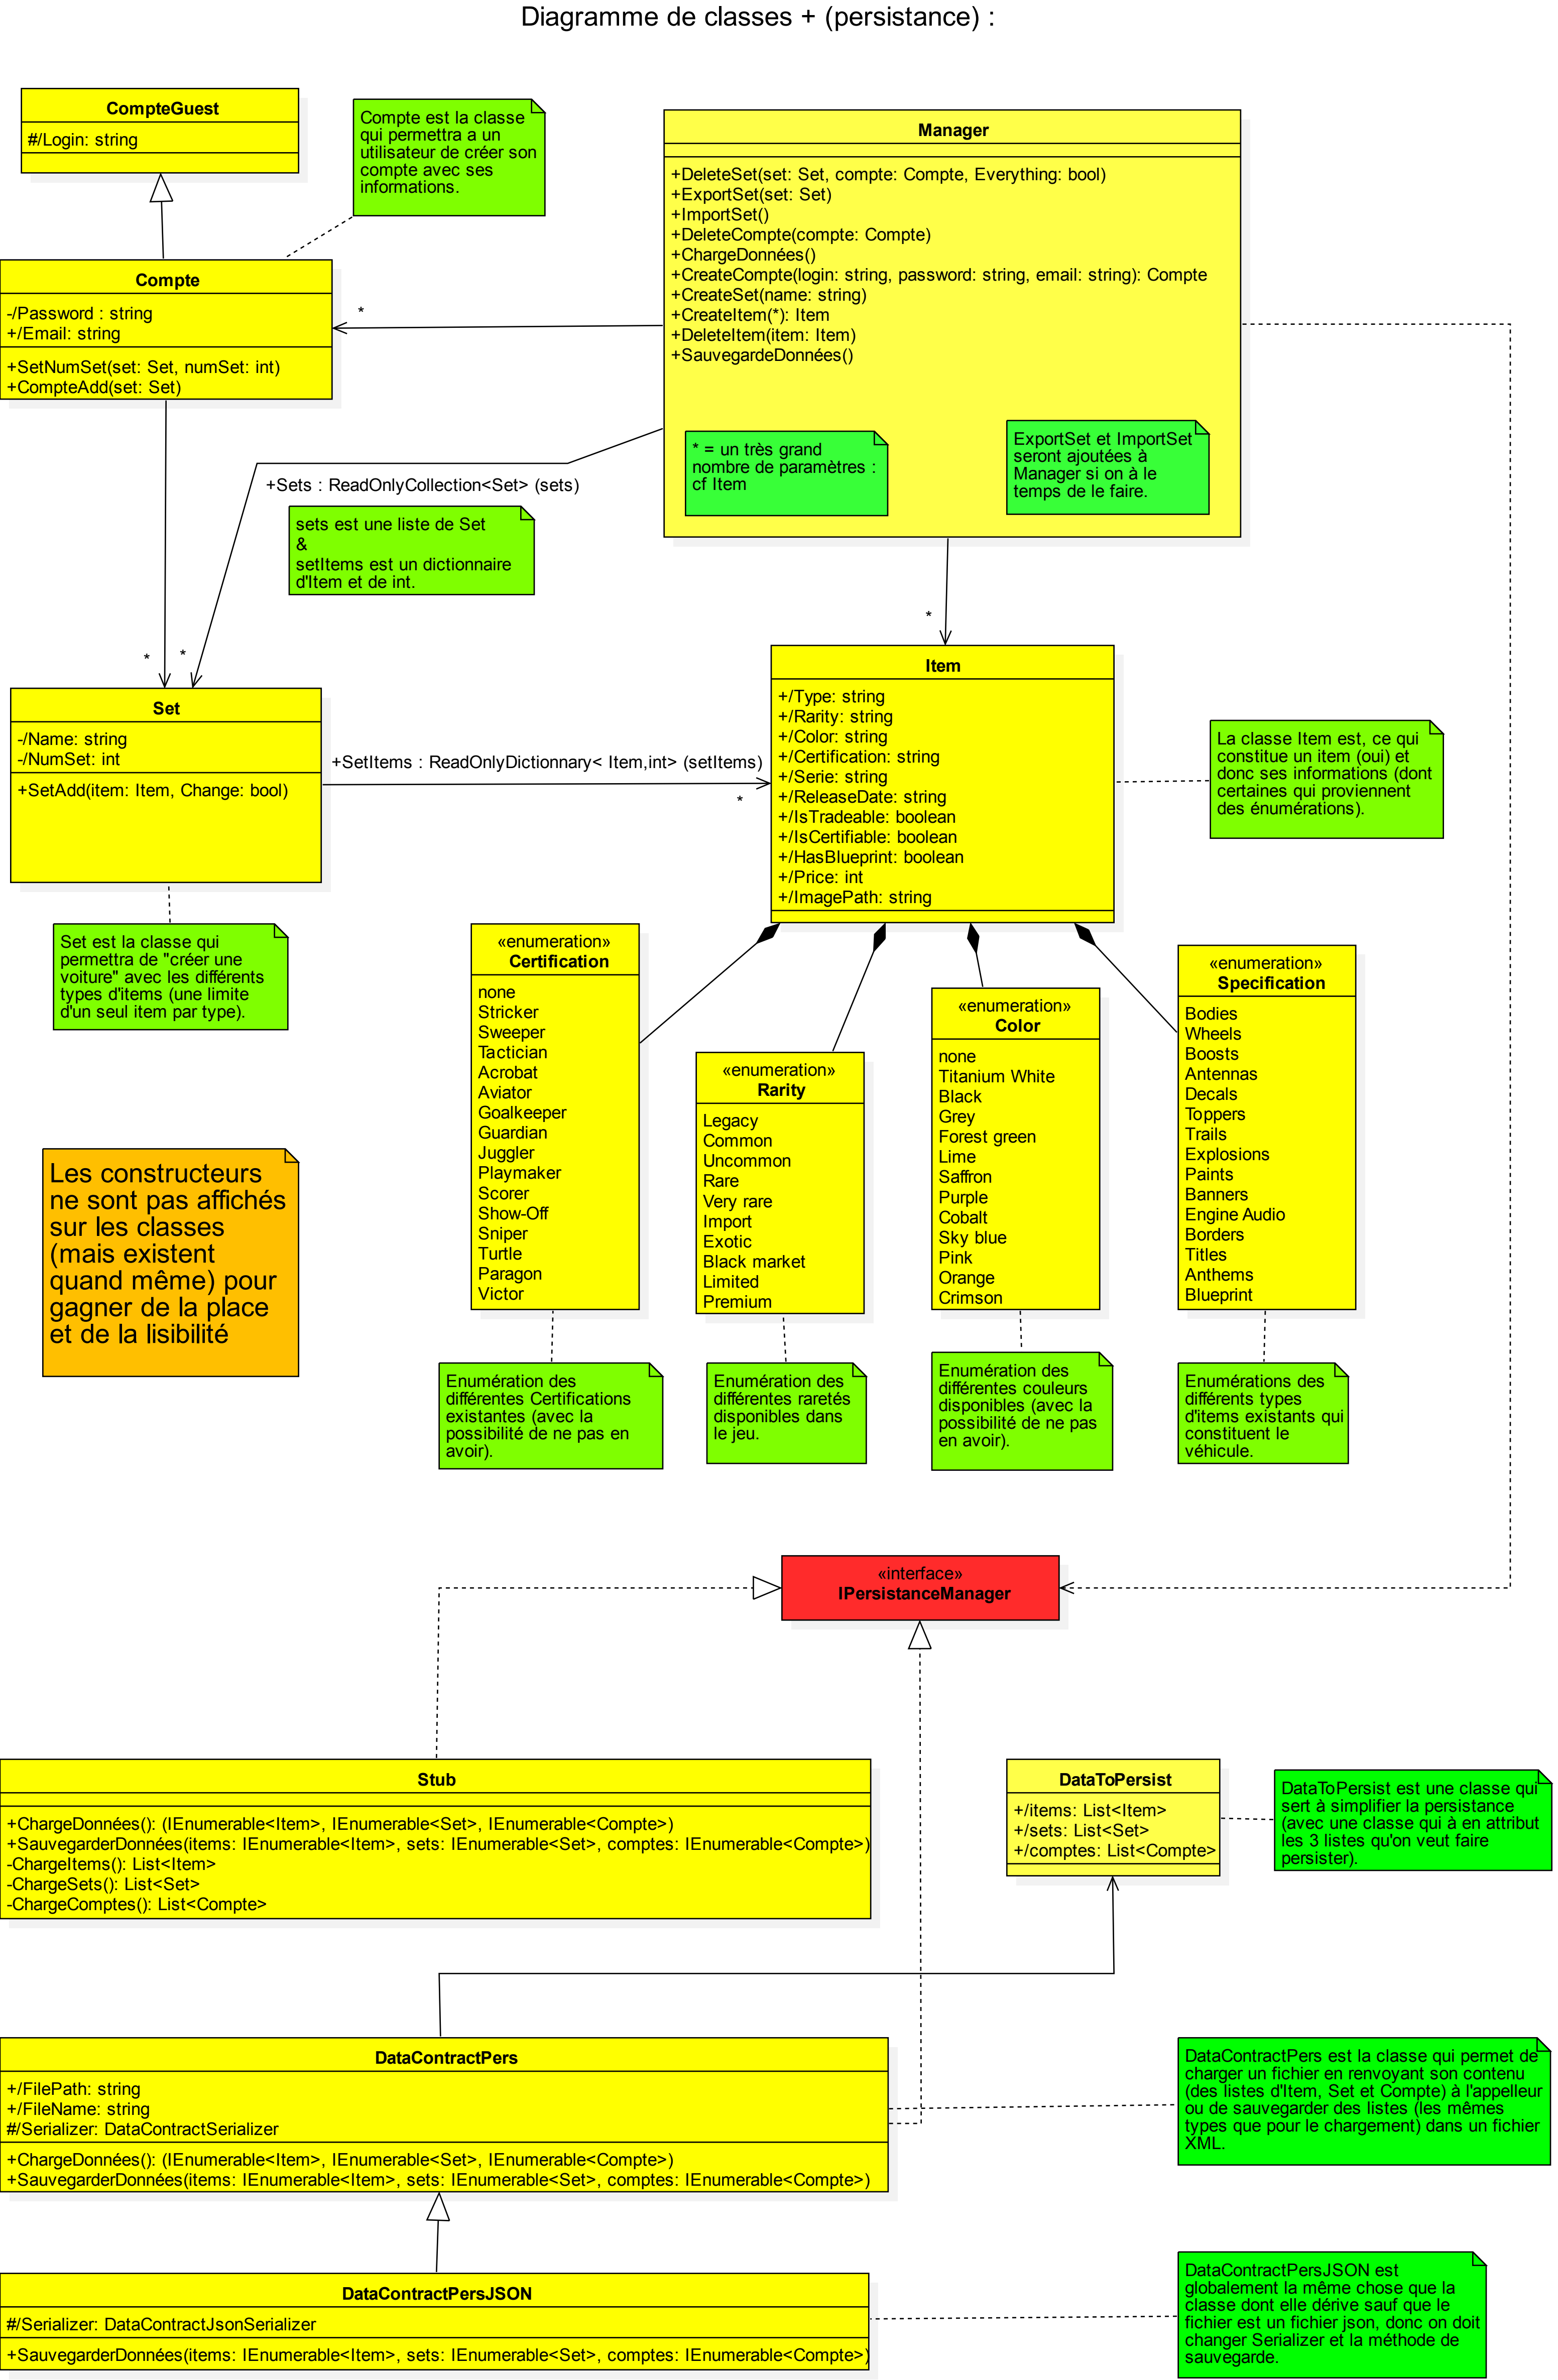 Diagramme de classes + (persistance) :
CompteGuest
#/Login: string
Compte est la classe
qui permettra a un
utilisateur de créer son
compte avec ses
informations.
Manager
+DeleteSet(set: Set, compte: Compte, Everything: bool)
+ExportSet(set: Set)
+ImportSet()
+DeleteCompte(compte: Compte)
+ChargeDonnées()
+CreateCompte(login: string, password: string, email: string): Compte
+CreateSet(name: string)
+CreateItem(*): Item
+DeleteItem(item: Item)
+SauvegardeDonnées()
* = un très grand
nombre de paramètres :
cf Item
ExportSet et ImportSet
seront ajoutées à
Manager si on à le
temps de le faire.
Compte
-/Password : string
+/Email: string
+SetNumSet(set: Set, numSet: int)
+CompteAdd(set: Set)
*
+Sets : ReadOnlyCollection<Set> (sets)
sets est une liste de Set
&
setItems est un dictionnaire
d'Item et de int.
*
*
*
Set
-/Name: string
-/NumSet: int
+SetAdd(item: Item, Change: bool)
+SetItems : ReadOnlyDictionnary< Item,int> (setItems)
*
Item
+/Type: string
+/Rarity: string
+/Color: string
+/Certification: string
+/Serie: string
+/ReleaseDate: string
+/IsTradeable: boolean
+/IsCertifiable: boolean
+/HasBlueprint: boolean
+/Price: int
+/ImagePath: string
La classe Item est, ce qui
constitue un item (oui) et
donc ses informations (dont
certaines qui proviennent
des énumérations).
Set est la classe qui
permettra de "créer une
voiture" avec les différents
types d'items (une limite
d'un seul item par type).
Les constructeurs
ne sont pas affichés
sur les classes
(mais existent
quand même) pour
gagner de la place
et de la lisibilité
«enumeration»
Certification
none
Stricker
Sweeper
Tactician
Acrobat
Aviator
Goalkeeper
Guardian
Juggler
Playmaker
Scorer
Show-Off
Sniper
Turtle
Paragon
Victor
«enumeration»
Rarity
Legacy
Common
Uncommon
Rare
Very rare
Import
Exotic
Black market
Limited
Premium
«enumeration»
Color
none
Titanium White
Black
Grey
Forest green
Lime
Saffron
Purple
Cobalt
Sky blue
Pink
Orange
Crimson
«enumeration»
Specification
Bodies
Wheels
Boosts
Antennas
Decals
Toppers
Trails
Explosions
Paints
Banners
Engine Audio
Borders
Titles
Anthems
Blueprint
Enumération des
différentes Certifications
existantes (avec la
possibilité de ne pas en
avoir).
Enumération des
différentes raretés
disponibles dans
le jeu.
Enumération des
différentes couleurs
disponibles (avec la
possibilité de ne pas
en avoir).
Enumérations des
différents types
d'items existants qui
constituent le
véhicule.
«interface»
IPersistanceManager
Stub
+ChargeDonnées(): (IEnumerable<Item>, IEnumerable<Set>, IEnumerable<Compte>)
+SauvegarderDonnées(items: IEnumerable<Item>, sets: IEnumerable<Set>, comptes: IEnumerable<Compte>)
-ChargeItems(): List<Item>
-ChargeSets(): List<Set>
-ChargeComptes(): List<Compte>
DataToPersist
+/items: List<Item>
+/sets: List<Set>
+/comptes: List<Compte>
DataToPersist est une classe qui
sert à simplifier la persistance
(avec une classe qui à en attribut
les 3 listes qu'on veut faire
persister).
DataContractPers
+/FilePath: string
+/FileName: string
#/Serializer: DataContractSerializer
+ChargeDonnées(): (IEnumerable<Item>, IEnumerable<Set>, IEnumerable<Compte>)
+SauvegarderDonnées(items: IEnumerable<Item>, sets: IEnumerable<Set>, comptes: IEnumerable<Compte>)
DataContractPers est la classe qui permet de
charger un fichier en renvoyant son contenu
(des listes d'Item, Set et Compte) à l'appelleur
ou de sauvegarder des listes (les mêmes
types que pour le chargement) dans un fichier
XML.
DataContractPersJSON
#/Serializer: DataContractJsonSerializer
+SauvegarderDonnées(items: IEnumerable<Item>, sets: IEnumerable<Set>, comptes: IEnumerable<Compte>)
DataContractPersJSON est
globalement la même chose que la
classe dont elle dérive sauf que le
fichier est un fichier json, donc on doit
changer Serializer et la méthode de
sauvegarde.